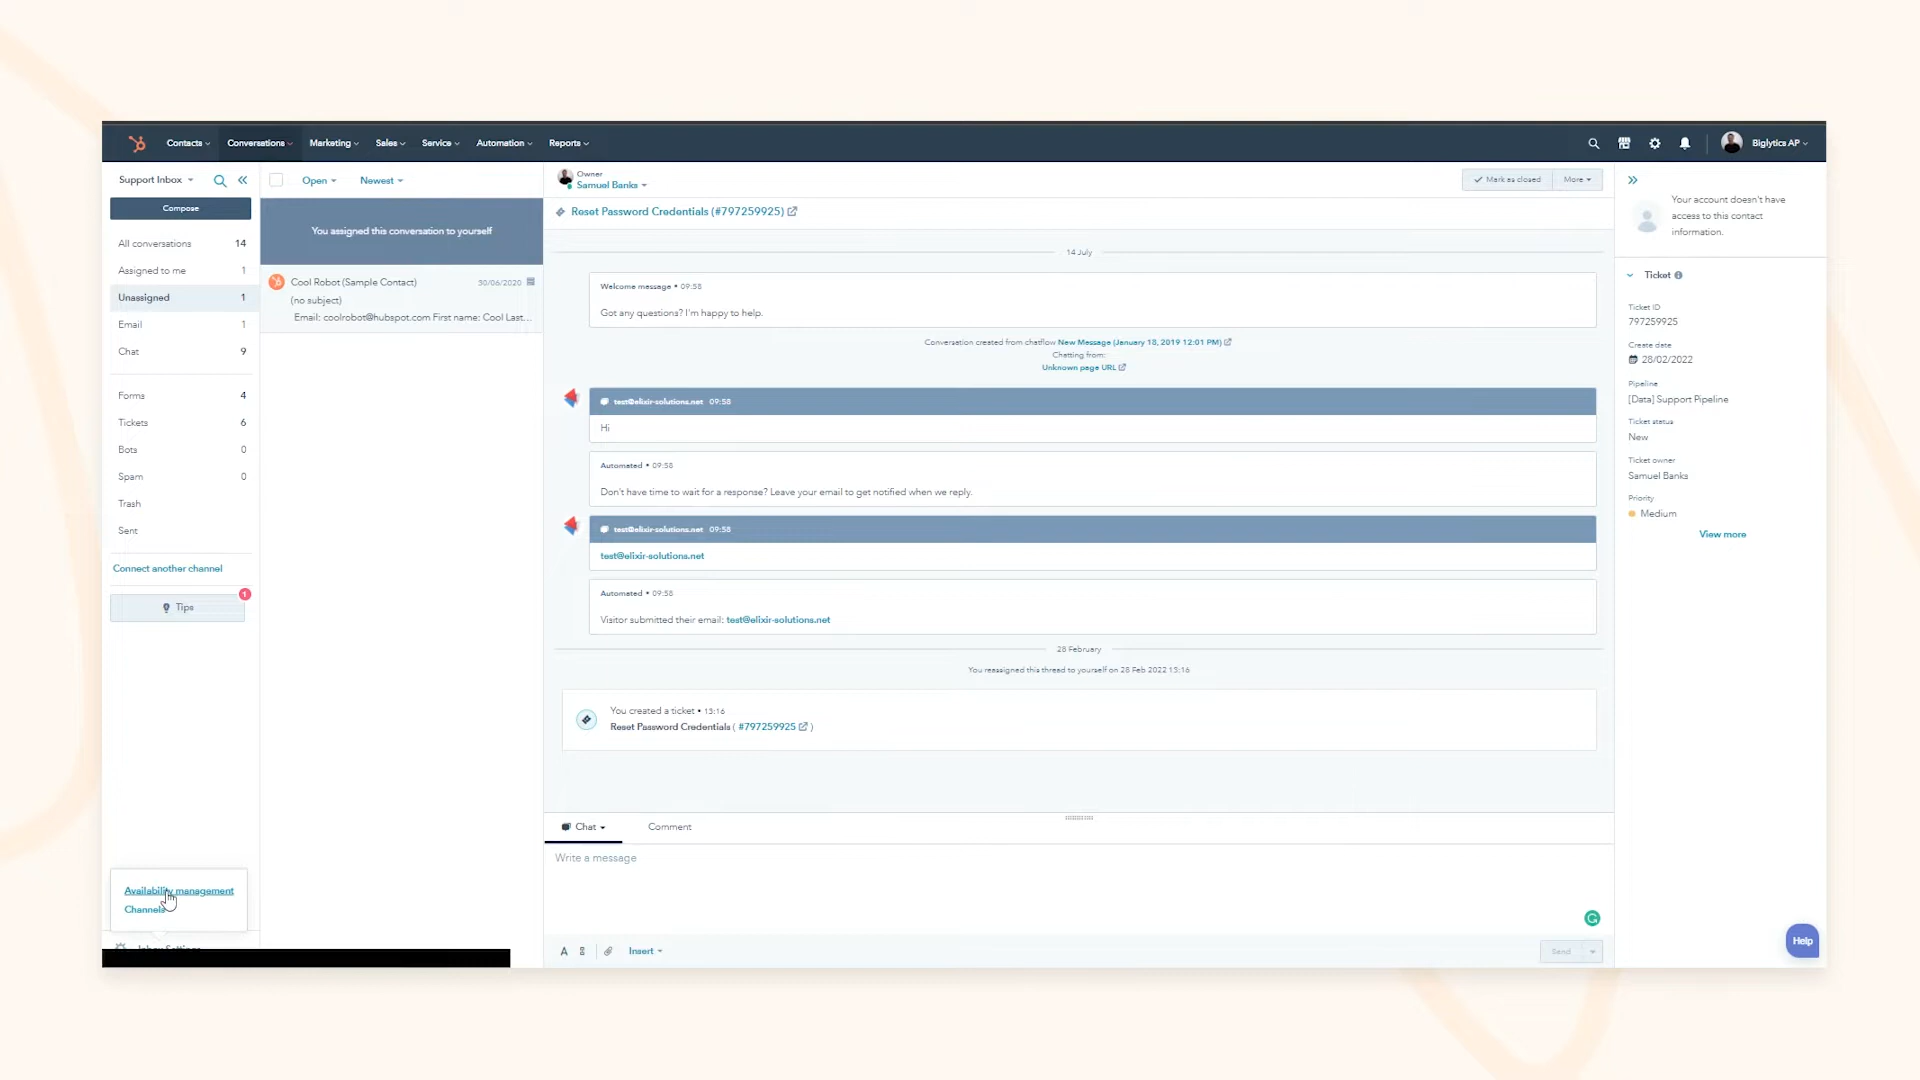 Contacts
Conversations
Marketing
Sales
Service
Automation
Reports
Biglytics AP
Support Inbox
Compose
All conversations 14
Assigned to me 1
Unassigned 1
Email 1
Chat 9
Forms 4
Tickets 6
Bots 0
Spam 0
Trash
Sent
Connect another channel
Tips
1
Availability management
Channels
Inbox Settings
Open
Newest
You assigned this conversation to yourself
Cool Robot (Sample Contact) 30/06/2020
(no subject)
Email: coolrobot@hubspot.com First name: Cool Last...
Owner
Samuel Banks
Mark as closed
More
Reset Password Credentials (#797259925)
14 July
Welcome message • 09:58
Got any questions? I'm happy to help.
Conversation created from chatflow New Message (January 18, 2019 12:01 PM)
Chatting from:
Unknown page URL
test@elixir-solutions.net 09:58
Hi
Automated • 09:58
Don't have time to wait for a response? Leave your email to get notified when we reply.
test@elixir-solutions.net 09:58
test@elixir-solutions.net
Automated • 09:58
Visitor submitted their email: test@elixir-solutions.net
28 February
You reassigned this thread to yourself on 28 Feb 2022 13:16
You created a ticket • 13:16
Reset Password Credentials ( #797259925 )
Chat
Comment
Write a message
A
Insert
Send
Your account doesn't have
access to this contact
information.
Ticket
Ticket ID
797259925
Create date
28/02/2022
Pipeline
[Data] Support Pipeline
Ticket status
New
Ticket owner
Samuel Banks
Priority
Medium
View more
Help